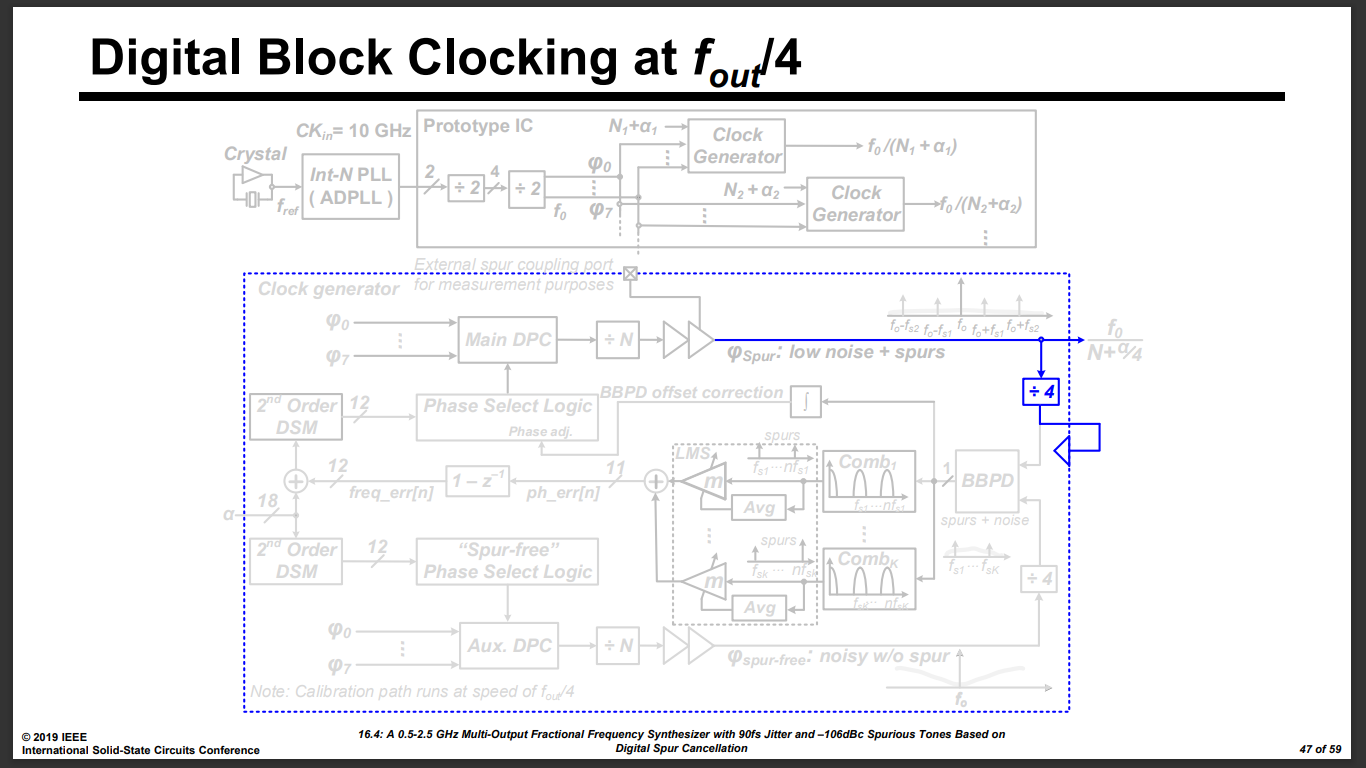 Digital Block Clocking at fout/4
CKin= 10 GHz
Prototype IC
N1+α1
Clock
Generator
f0 /(N1 + α1)
Crystal
Int-N PLL
( ADPLL )
fref
2
÷ 2
4
÷ 2
φ0
f0
φ7
N2 + α2
Clock
Generator
f0 /(N2+α2)
External spur coupling port
for measurement purposes
Clock generator
φ0
φ7
Main DPC
÷ N
fo-fs2 fo-fs1 fo fo+fs1 fo+fs2
φSpur: low noise + spurs
f0
N+α/4
÷ 4
BBPD offset correction
∫
2nd Order
DSM
12
Phase Select Logic
Phase adj.
LMS
spurs
fs1 ··· nfs1
Comb1
fs1 ··· nfs1
m
Avg
1
BBPD
spurs + noise
fs1 ··· fsK
12
freq_err[n]
1 – z–1
ph_err[n]
11
18
α
2nd Order
DSM
12
“Spur-free”
Phase Select Logic
spurs
fsk ··· nfsk
CombK
fsK ··· nfsK
m
Avg
÷ 4
φ0
φ7
Aux. DPC
÷ N
φspur-free: noisy w/o spur
fo
Note: Calibration path runs at speed of fout/4
© 2019 IEEE
International Solid-State Circuits Conference
16.4: A 0.5-2.5 GHz Multi-Output Fractional Frequency Synthesizer with 90fs Jitter and –106dBc Spurious Tones Based on
Digital Spur Cancellation
47 of 59